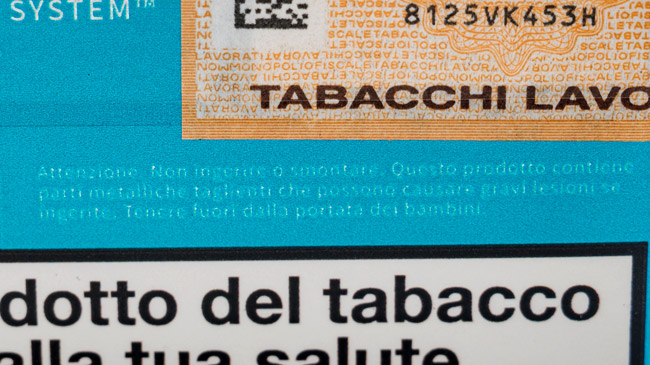 SYSTEM™
8125VK453H
TABACCHI LAVO
Attenzione. Non ingerire o smontare. Questo prodotto contiene
parti metalliche taglienti che possono causare gravi lesioni se
ingerite. Tenere fuori dalla portata dei bambini.
dotto del tabacco
alla tua salute